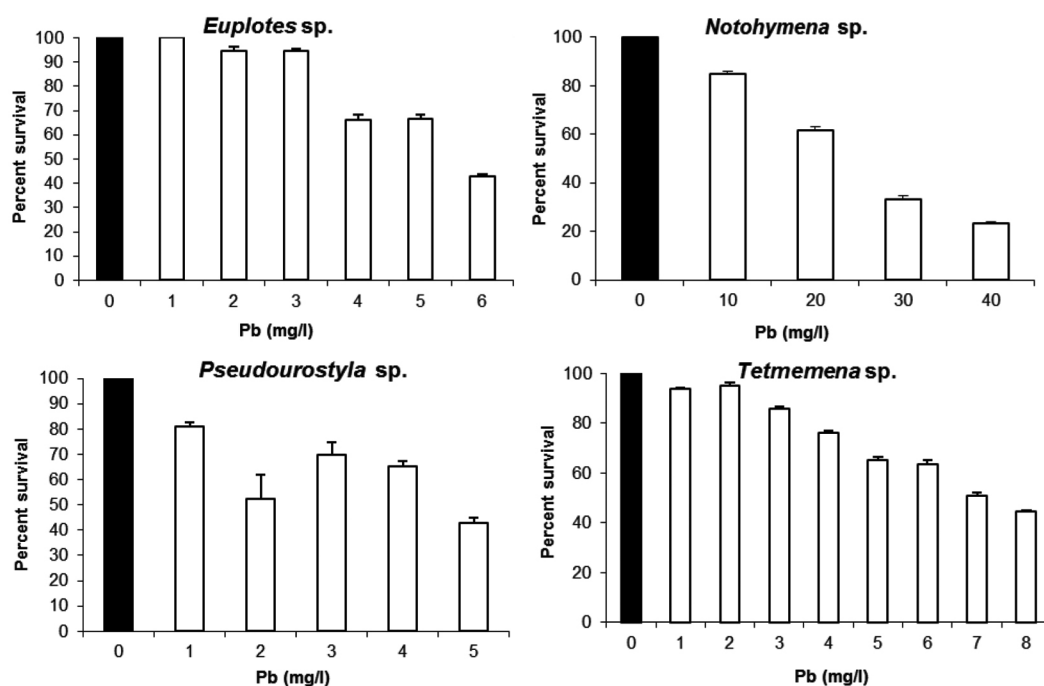 Euplotes sp.
Percent survival
100
90
80
70
60
50
40
30
20
10
0
0 1 2 3 4 5 6
Pb (mg/l)
Notohymena sp.
Percent survival
100
80
60
40
20
0
0 10 20 30 40
Pb (mg/l)
Pseudourostyla sp.
Percent survival
100
90
80
70
60
50
40
30
20
10
0
0 1 2 3 4 5
Pb (mg/l)
Tetmemena sp.
Percent survival
100
80
60
40
20
0
0 1 2 3 4 5 6 7 8
Pb (mg/l)